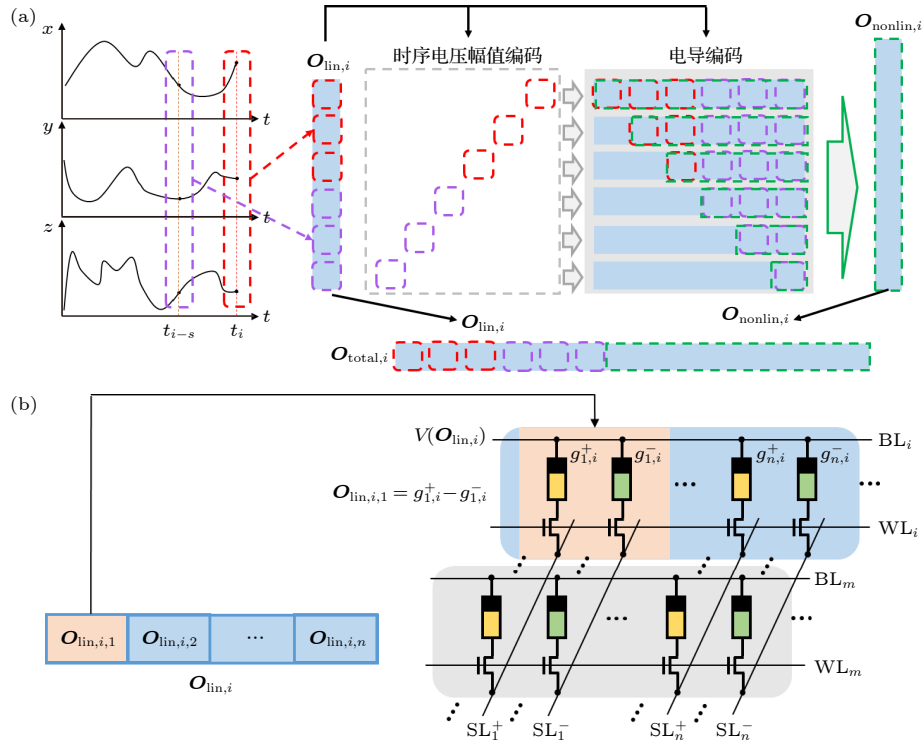 (a)
x
t
y
t
z
t
t_{i−s}
t_i
O_{lin,i}
时序电压幅值编码
电导编码
O_{nonlin,i}
O_{lin,i}
O_{nonlin,i}
O_{total,i}
(b)
V(O_{lin,i})
g^+_{1,i}
g^−_{1,i}
g^+_{n,i}
g^−_{n,i}
BL_i
O_{lin,i,1} = g^+_{1,i} − g^−_{1,i}
...
...
WL_i
BL_m
...
...
WL_m
O_{lin,i,1}
O_{lin,i,2}
...
O_{lin,i,n}
O_{lin,i}
SL^+_1
SL^−_1
SL^+_n
SL^−_n